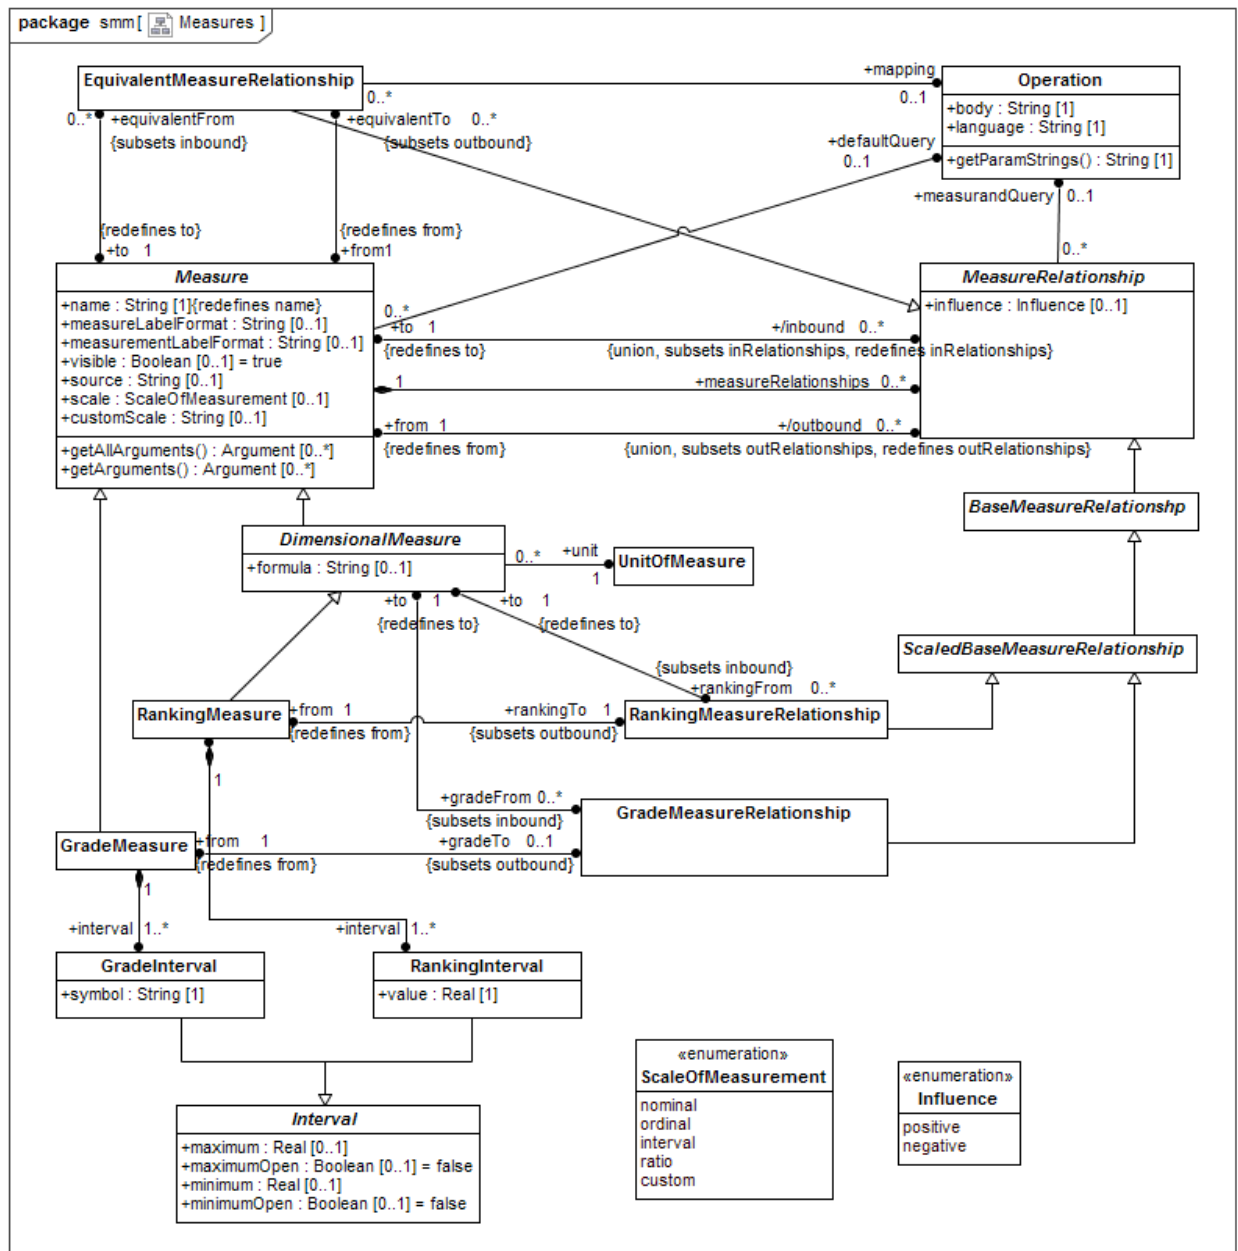 package smm[ Measures ]
EquivalentMeasureRelationship
+mapping
0..*
0..1
Operation
+body : String [1]
+language : String [1]
+getParamStrings() : String [1]
0..* +equivalentFrom
{subsets inbound}
+equivalentTo 0..*
{subsets outbound}
+defaultQuery
0..1
+measurandQuery 0..1
0..*
{redefines to}
+to 1
{redefines from}
+from1
Measure
+name : String [1]{redefines name}
+measureLabelFormat : String [0..1]
+measurementLabelFormat : String [0..1]
+visible : Boolean [0..1] = true
+source : String [0..1]
+scale : ScaleOfMeasurement [0..1]
+customScale : String [0..1]
+getAllArguments() : Argument [0..*]
+getArguments() : Argument [0..*]
0..*
+to 1
{redefines to}
+/inbound 0..*
{union, subsets inRelationships, redefines inRelationships}
1
+measureRelationships 0..*
+from 1
{redefines from}
+/outbound 0..*
{union, subsets outRelationships, redefines outRelationships}
MeasureRelationship
+influence : Influence [0..1]
BaseMeasureRelationshp
DimensionalMeasure
+formula : String [0..1]
0..*
+unit
1
UnitOfMeasure
+to 1
{redefines to}
+to 1
{redefines to}
ScaledBaseMeasureRelationship
{subsets inbound}
+rankingFrom 0..*
RankingMeasure
+from 1
{redefines from}
+rankingTo 1
{subsets outbound}
RankingMeasureRelationship
1
+gradeFrom 0..*
{subsets inbound}
GradeMeasureRelationship
GradeMeasure
+from 1
{redefines from}
+gradeTo 0..1
{subsets outbound}
1
+interval 1..*
+interval 1..*
GradeInterval
+symbol : String [1]
RankingInterval
+value : Real [1]
Interval
+maximum : Real [0..1]
+maximumOpen : Boolean [0..1] = false
+minimum : Real [0..1]
+minimumOpen : Boolean [0..1] = false
«enumeration»
ScaleOfMeasurement
nominal
ordinal
interval
ratio
custom
«enumeration»
Influence
positive
negative